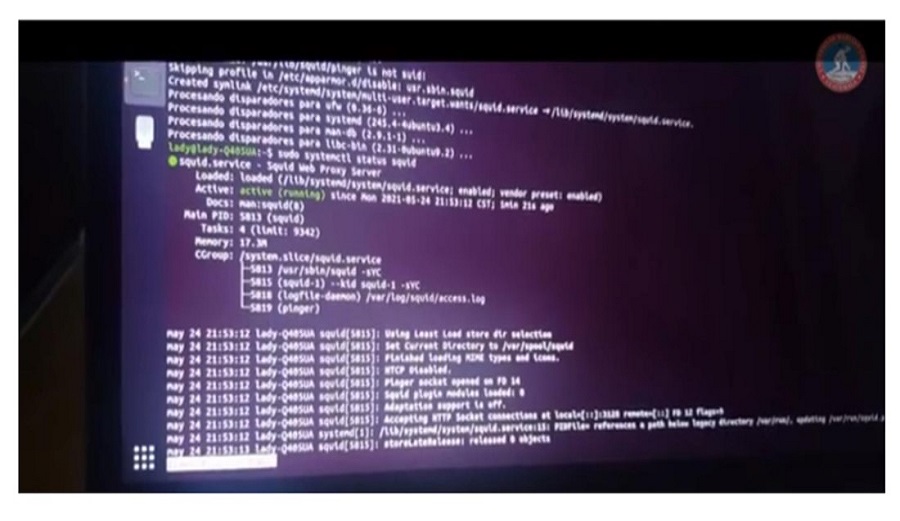 /lib/squid/pinger is not suid!
Skipping profile in /etc/apparmor.d/disable: usr.sbin.squid
Created symlink /etc/systemd/system/multi-user.target.wants/squid.service → /lib/systemd/system/squid.service.
Procesando disparadores para ufw (0.36-6) ...
Procesando disparadores para systemd (245.4-4ubuntu3.4) ...
Procesando disparadores para man-db (2.9.1-1) ...
Procesando disparadores para libc-bin (2.31-0ubuntu9.2) ...
lady@lady-Q405UA:~$ sudo systemctl status squid
● squid.service - Squid Web Proxy Server
Loaded: loaded (/lib/systemd/system/squid.service; enabled; vendor preset: enabled)
Active: active (running) since Mon 2021-05-24 21:53:12 CST; 1min 21s ago
Docs: man:squid(8)
Main PID: 5813 (squid)
Tasks: 4 (limit: 9342)
Memory: 17.3M
CGroup: /system.slice/squid.service
├─5813 /usr/sbin/squid -sYC
├─5815 (squid-1) --kid squid-1 -sYC
├─5818 (logfile-daemon) /var/log/squid/access.log
└─5819 (pinger)
may 24 21:53:12 lady-Q405UA squid[5815]: Using Least Load store dir selection
may 24 21:53:12 lady-Q405UA squid[5815]: Set Current Directory to /var/spool/squid
may 24 21:53:12 lady-Q405UA squid[5815]: Finished loading MIME types and icons.
may 24 21:53:12 lady-Q405UA squid[5815]: HTCP Disabled.
may 24 21:53:12 lady-Q405UA squid[5815]: Pinger socket opened on FD 14
may 24 21:53:12 lady-Q405UA squid[5815]: Squid plugin modules loaded: 0
may 24 21:53:12 lady-Q405UA squid[5815]: Adaptation support is off.
may 24 21:53:12 lady-Q405UA squid[5815]: Accepting HTTP Socket connections at local=[::]:3128 remote=[::] FD 12 flags=9
may 24 21:53:12 lady-Q405UA systemd[1]: /lib/systemd/system/squid.service:15: PIDFile= references a path below legacy directory /var/run/, updating /var/run/squid.p
may 24 21:53:13 lady-Q405UA squid[5815]: storeLateRelease: released 0 objects